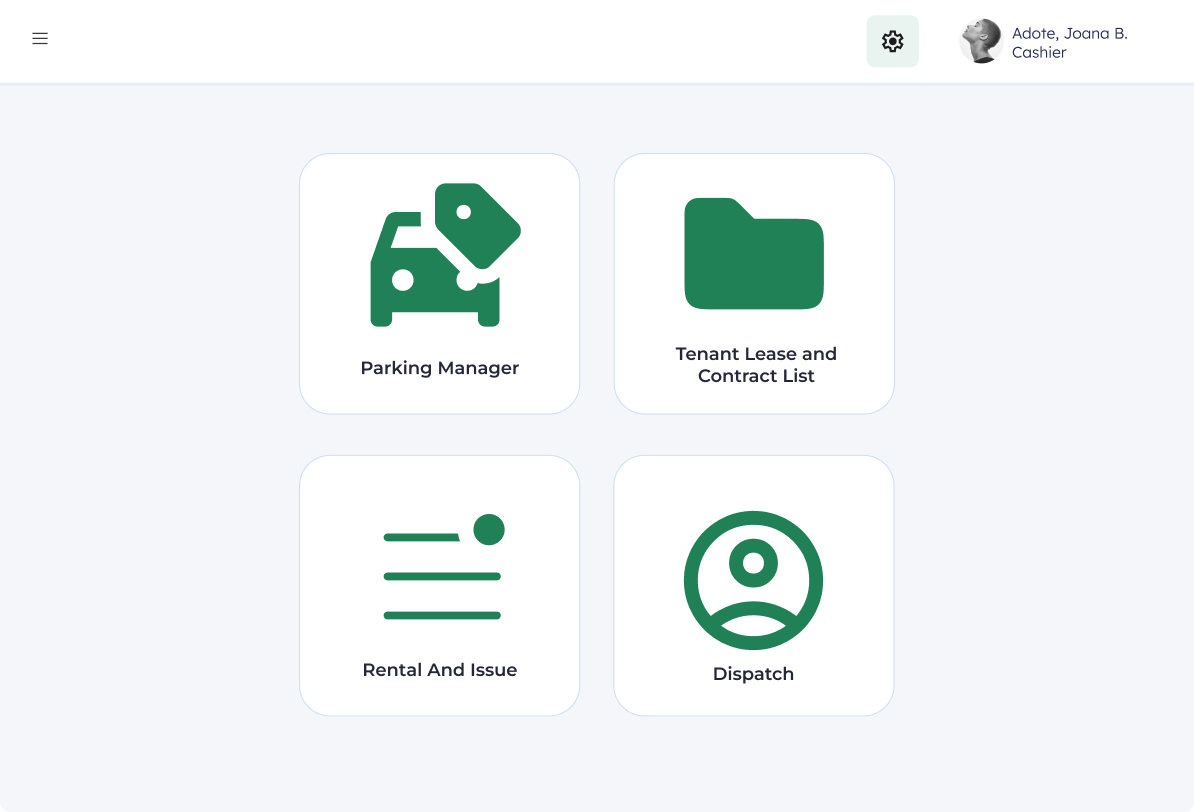 Adote, Joana B.
Cashier
Parking Manager
Tenant Lease and
Contract List
Rental And Issue
Dispatch